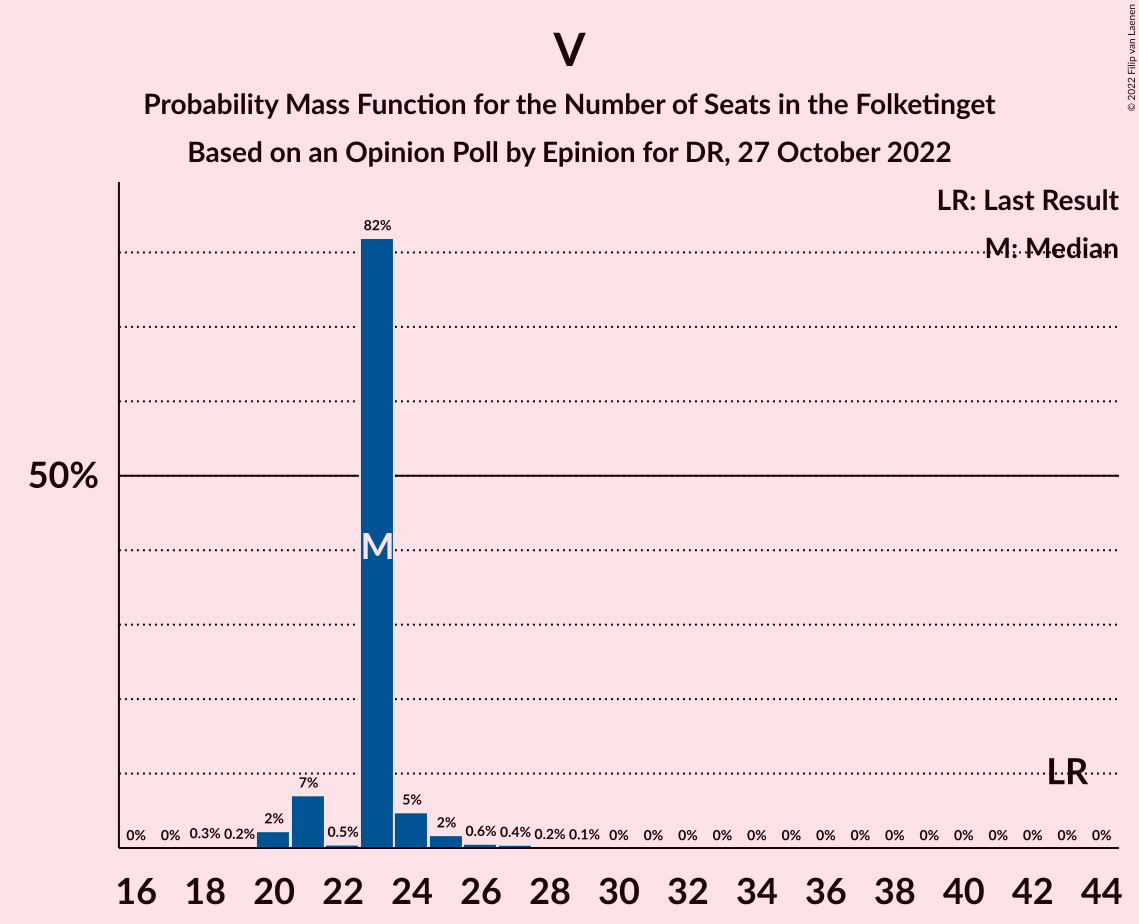 V
Probability Mass Function for the Number of Seats in the Folketinget
Based on an Opinion Poll by Epinion for DR, 27 October 2022
© 2022 Filip van Laenen
LR: Last Result
M: Median
82%
50%
M
LR
7%
5%
2%
2%
0% 0% 0.3% 0.2% 0.5% 0.6% 0.4% 0.2% 0.1% 0% 0% 0% 0% 0% 0% 0% 0% 0% 0% 0% 0% 0% 0% 0%
16 18 20 22 24 26 28 30 32 34 36 38 40 42 44